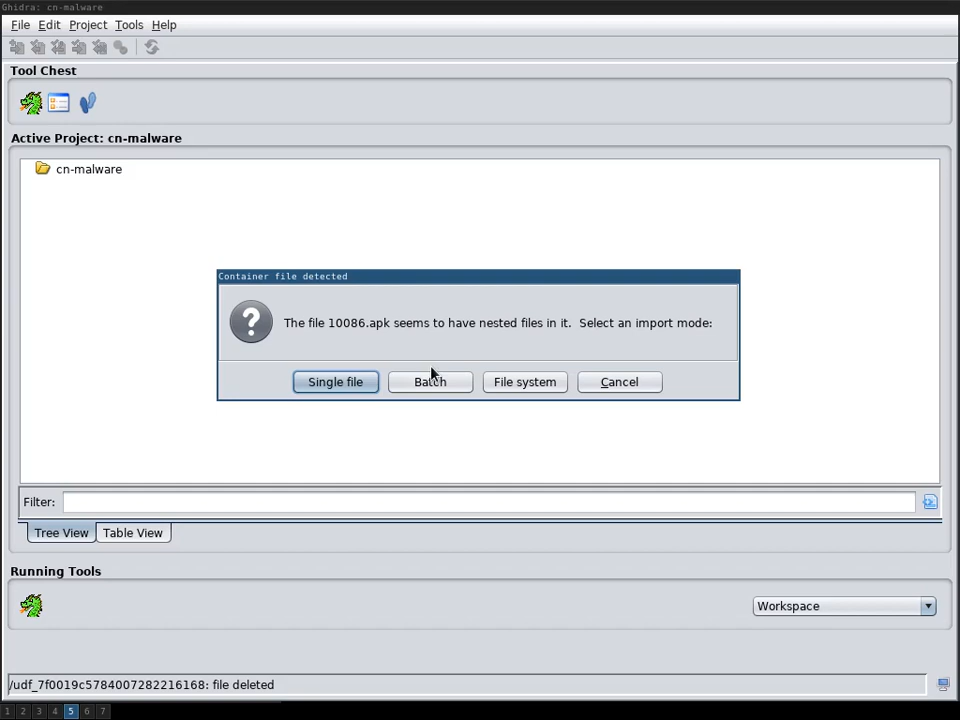 Ghidra: cn-malware
File Edit Project Tools Help
Tool Chest
Active Project: cn-malware
cn-malware
Container file detected
The file 10086.apk seems to have nested files in it. Select an import mode:
Single file Batch File system Cancel
Filter:
Tree View Table View
Running Tools
Workspace
/udf_7f0019c5784007282216168: file deleted
1 2 3 4 5 6 7